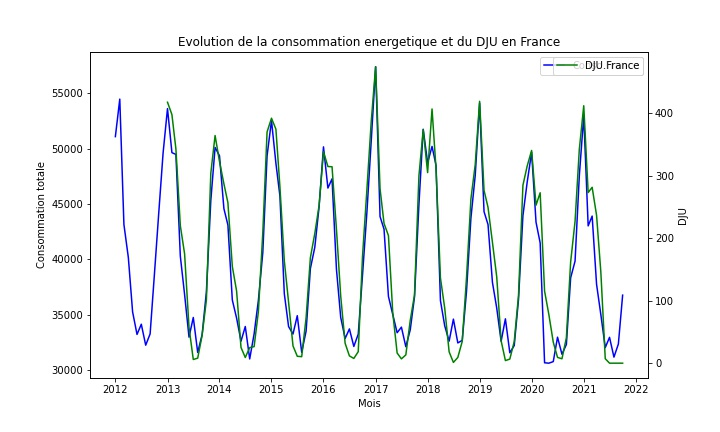 Evolution de la consommation energetique et du DJU en France
DJU.France
55000
50000
45000
40000
35000
30000
Consommation totale
400
300
200
100
0
DJU
2012 2013 2014 2015 2016 2017 2018 2019 2020 2021 2022
Mois